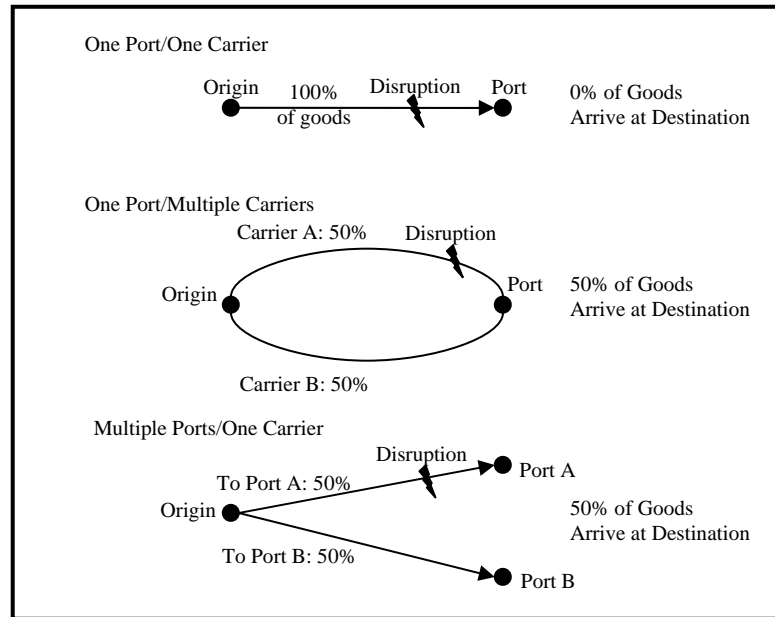 One Port/One Carrier
Origin
100%
of goods
Disruption
Port
0% of Goods
Arrive at Destination
One Port/Multiple Carriers
Carrier A: 50%
Disruption
Origin
Port
50% of Goods
Arrive at Destination
Carrier B: 50%
Multiple Ports/One Carrier
Disruption
To Port A: 50%
Port A
Origin
50% of Goods
Arrive at Destination
To Port B: 50%
Port B